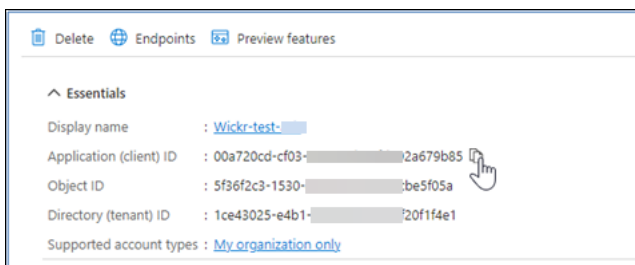 Delete Endpoints Preview features
Essentials
Display name : Wickr-test-
Application (client) ID : 00a720cd-cf03- 2a679b85
Object ID : 5f36f2c3-1530- be5f05a
Directory (tenant) ID : 1ce43025-e4b1- f20f1f4e1
Supported account types : My organization only